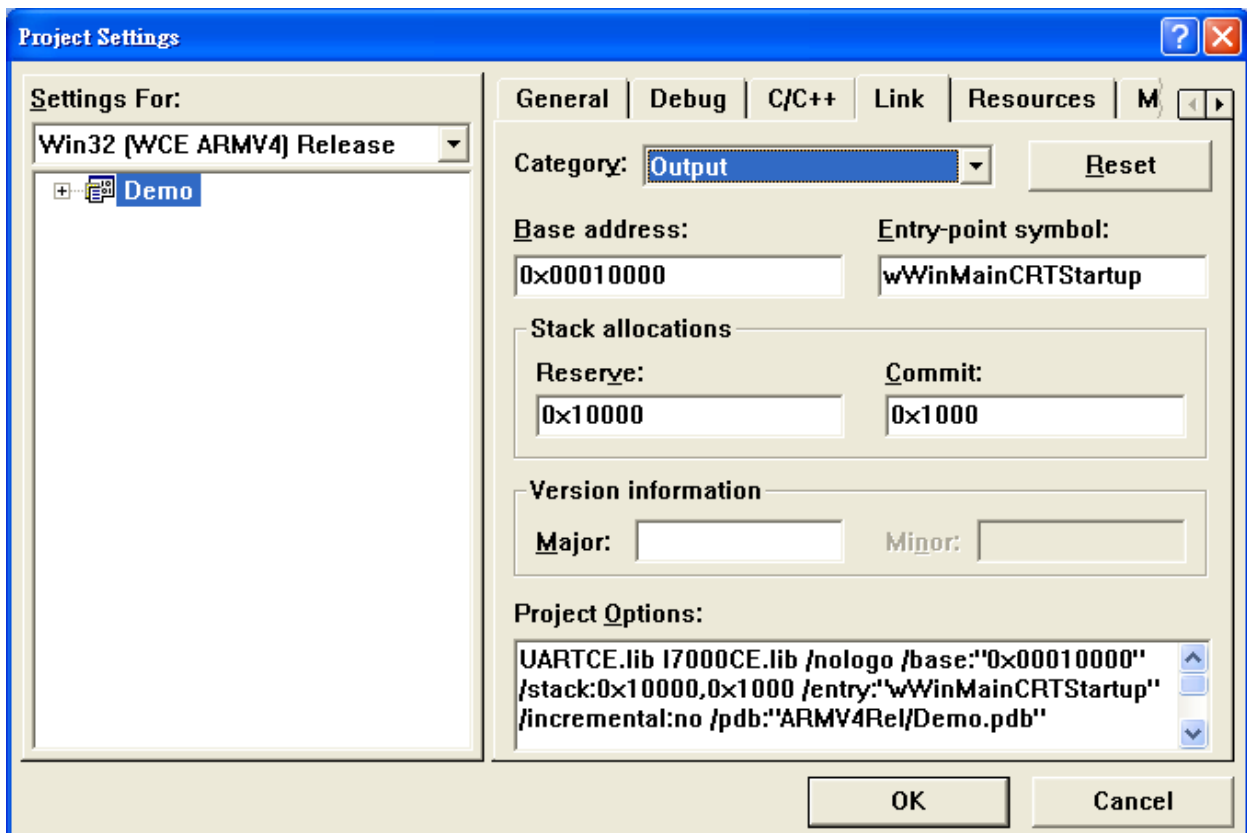 Project Settings
Settings For:
Win32 (WCE ARMV4) Release
Demo
General Debug C/C++ Link Resources M
Category: Output Reset
Base address: Entry-point symbol:
0x00010000 wWinMainCRTStartup
Stack allocations
Reserve: Commit:
0x10000 0x1000
Version information
Major: Minor:
Project Options:
UARTCE.lib I7000CE.lib /nologo /base:"0x00010000"
/stack:0x10000,0x1000 /entry:"wWinMainCRTStartup"
/incremental:no /pdb:"ARMV4Rel/Demo.pdb"
OK Cancel